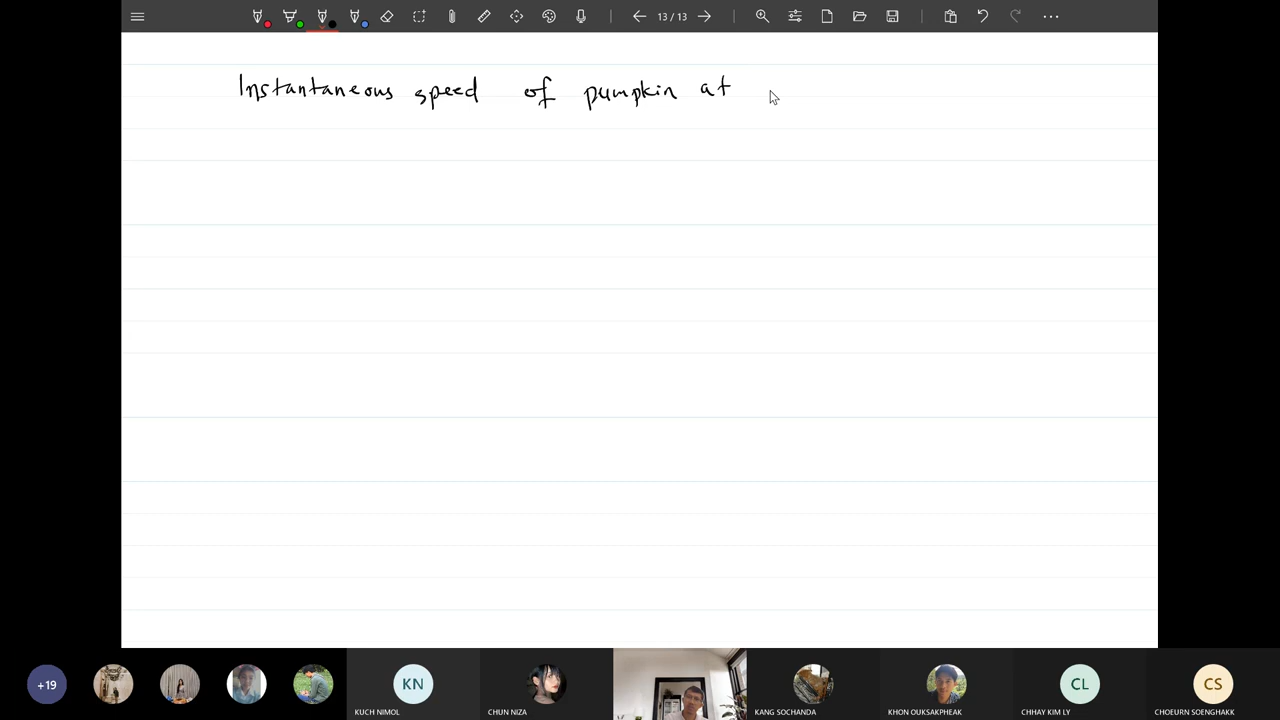 13 / 13
Instantaneous speed of pumpkin at
+19
KN
KUCH NIMOL
CHUN NIZA
KANG SOCHANDA
KHON OUKSAKPHEAK
CL
CHHAY KIM LY
CS
CHOEURN SOENGHAKK